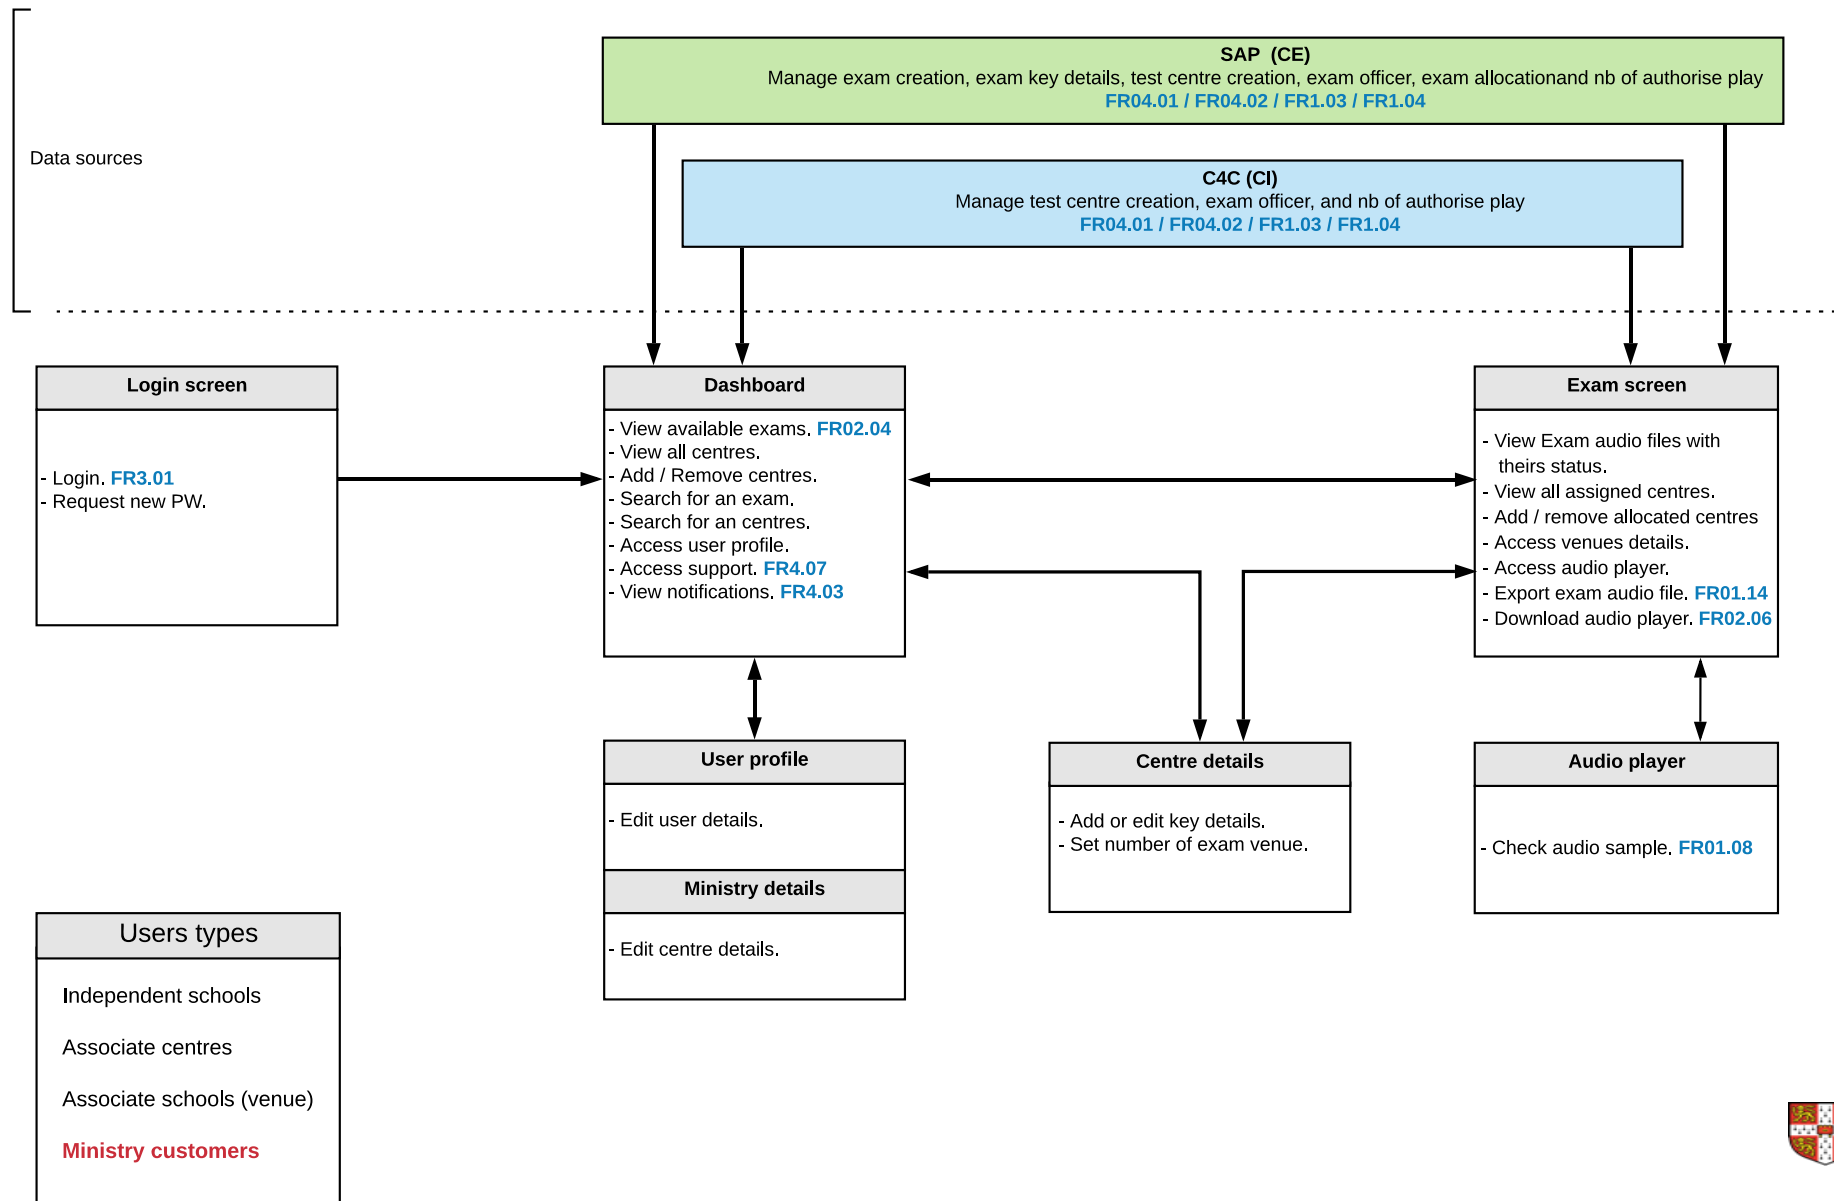 SAP (CE)
Manage exam creation, exam key details, test centre creation, exam officer, exam allocationand nb of authorise play
FR04.01 / FR04.02 / FR1.03 / FR1.04
Data sources
C4C (CI)
Manage test centre creation, exam officer, and nb of authorise play
FR04.01 / FR04.02 / FR1.03 / FR1.04
Login screen
- Login. FR3.01
- Request new PW.
Dashboard
- View available exams. FR02.04
- View all centres.
- Add / Remove centres.
- Search for an exam.
- Search for an centres.
- Access user profile.
- Access support. FR4.07
- View notifications. FR4.03
Exam screen
- View Exam audio files with
theirs status.
- View all assigned centres.
- Add / remove allocated centres
- Access venues details.
- Access audio player.
- Export exam audio file. FR01.14
- Download audio player. FR02.06
User profile
- Edit user details.
Ministry details
- Edit centre details.
Centre details
- Add or edit key details.
- Set number of exam venue.
Audio player
- Check audio sample. FR01.08
Users types
Independent schools
Associate centres
Associate schools (venue)
Ministry customers